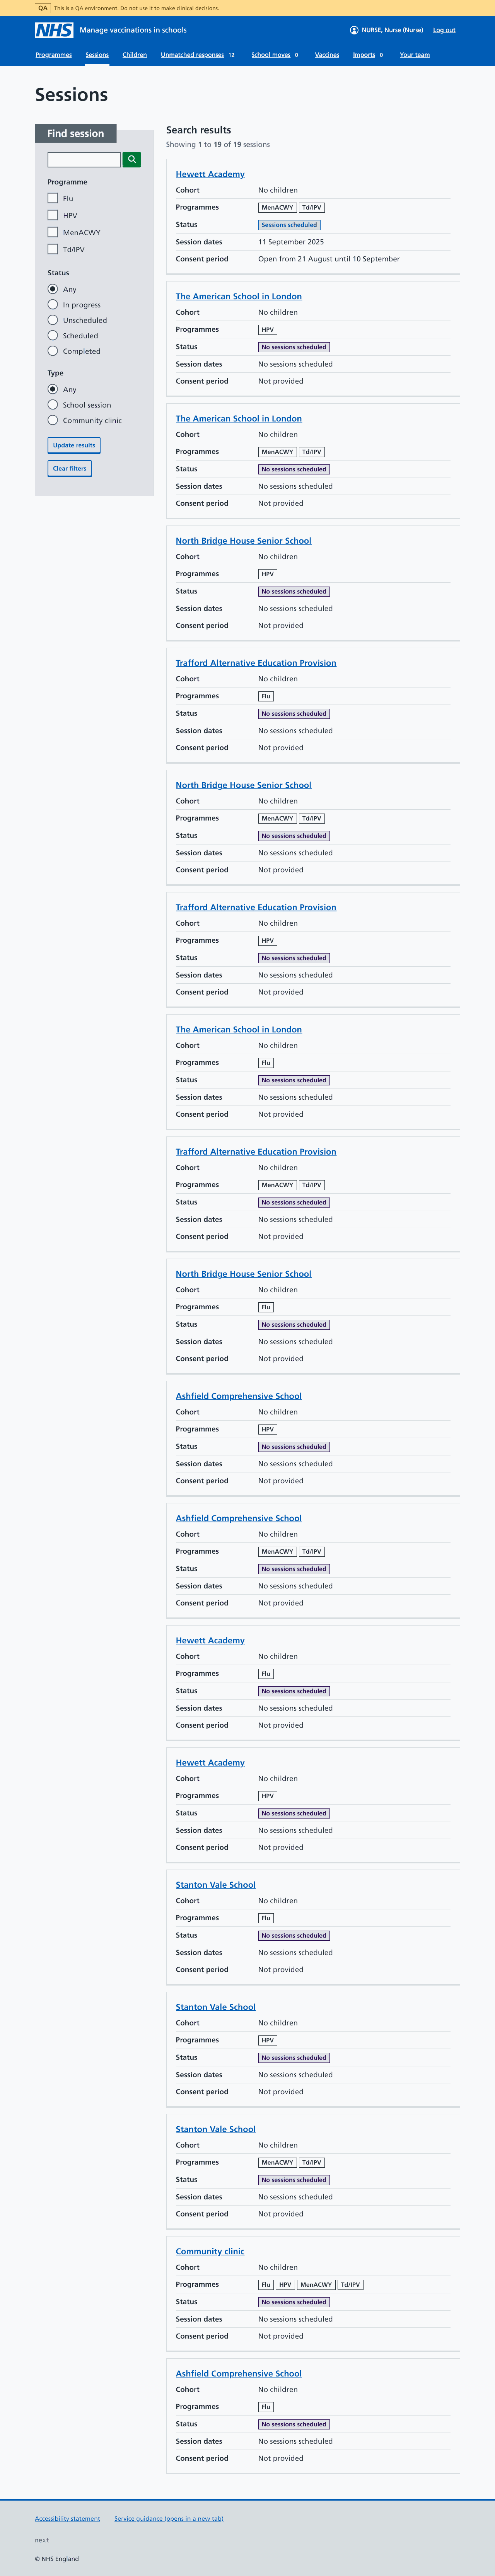 QA This is a QA environment. Do not use it to make clinical decisions.
NHS Manage vaccinations in schools NURSE, Nurse (Nurse) Log out
Programmes Sessions Children Unmatched responses 12 School moves 0 Vaccines Imports 0 Your team
Sessions
Find session
Programme
Flu
HPV
MenACWY
Td/IPV
Status
Any
In progress
Unscheduled
Scheduled
Completed
Type
Any
School session
Community clinic
Update results
Clear filters
Search results
Showing 1 to 19 of 19 sessions
Hewett Academy
Cohort No children
Programmes MenACWY Td/IPV
Status Sessions scheduled
Session dates 11 September 2025
Consent period Open from 21 August until 10 September
The American School in London
Cohort No children
Programmes HPV
Status No sessions scheduled
Session dates No sessions scheduled
Consent period Not provided
The American School in London
Cohort No children
Programmes MenACWY Td/IPV
Status No sessions scheduled
Session dates No sessions scheduled
Consent period Not provided
North Bridge House Senior School
Cohort No children
Programmes HPV
Status No sessions scheduled
Session dates No sessions scheduled
Consent period Not provided
Trafford Alternative Education Provision
Cohort No children
Programmes Flu
Status No sessions scheduled
Session dates No sessions scheduled
Consent period Not provided
North Bridge House Senior School
Cohort No children
Programmes MenACWY Td/IPV
Status No sessions scheduled
Session dates No sessions scheduled
Consent period Not provided
Trafford Alternative Education Provision
Cohort No children
Programmes HPV
Status No sessions scheduled
Session dates No sessions scheduled
Consent period Not provided
The American School in London
Cohort No children
Programmes Flu
Status No sessions scheduled
Session dates No sessions scheduled
Consent period Not provided
Trafford Alternative Education Provision
Cohort No children
Programmes MenACWY Td/IPV
Status No sessions scheduled
Session dates No sessions scheduled
Consent period Not provided
North Bridge House Senior School
Cohort No children
Programmes Flu
Status No sessions scheduled
Session dates No sessions scheduled
Consent period Not provided
Ashfield Comprehensive School
Cohort No children
Programmes HPV
Status No sessions scheduled
Session dates No sessions scheduled
Consent period Not provided
Ashfield Comprehensive School
Cohort No children
Programmes MenACWY Td/IPV
Status No sessions scheduled
Session dates No sessions scheduled
Consent period Not provided
Hewett Academy
Cohort No children
Programmes Flu
Status No sessions scheduled
Session dates No sessions scheduled
Consent period Not provided
Hewett Academy
Cohort No children
Programmes HPV
Status No sessions scheduled
Session dates No sessions scheduled
Consent period Not provided
Stanton Vale School
Cohort No children
Programmes Flu
Status No sessions scheduled
Session dates No sessions scheduled
Consent period Not provided
Stanton Vale School
Cohort No children
Programmes HPV
Status No sessions scheduled
Session dates No sessions scheduled
Consent period Not provided
Stanton Vale School
Cohort No children
Programmes MenACWY Td/IPV
Status No sessions scheduled
Session dates No sessions scheduled
Consent period Not provided
Community clinic
Cohort No children
Programmes Flu HPV MenACWY Td/IPV
Status No sessions scheduled
Session dates No sessions scheduled
Consent period Not provided
Ashfield Comprehensive School
Cohort No children
Programmes Flu
Status No sessions scheduled
Session dates No sessions scheduled
Consent period Not provided
Accessibility statement Service guidance (opens in a new tab)
next
© NHS England